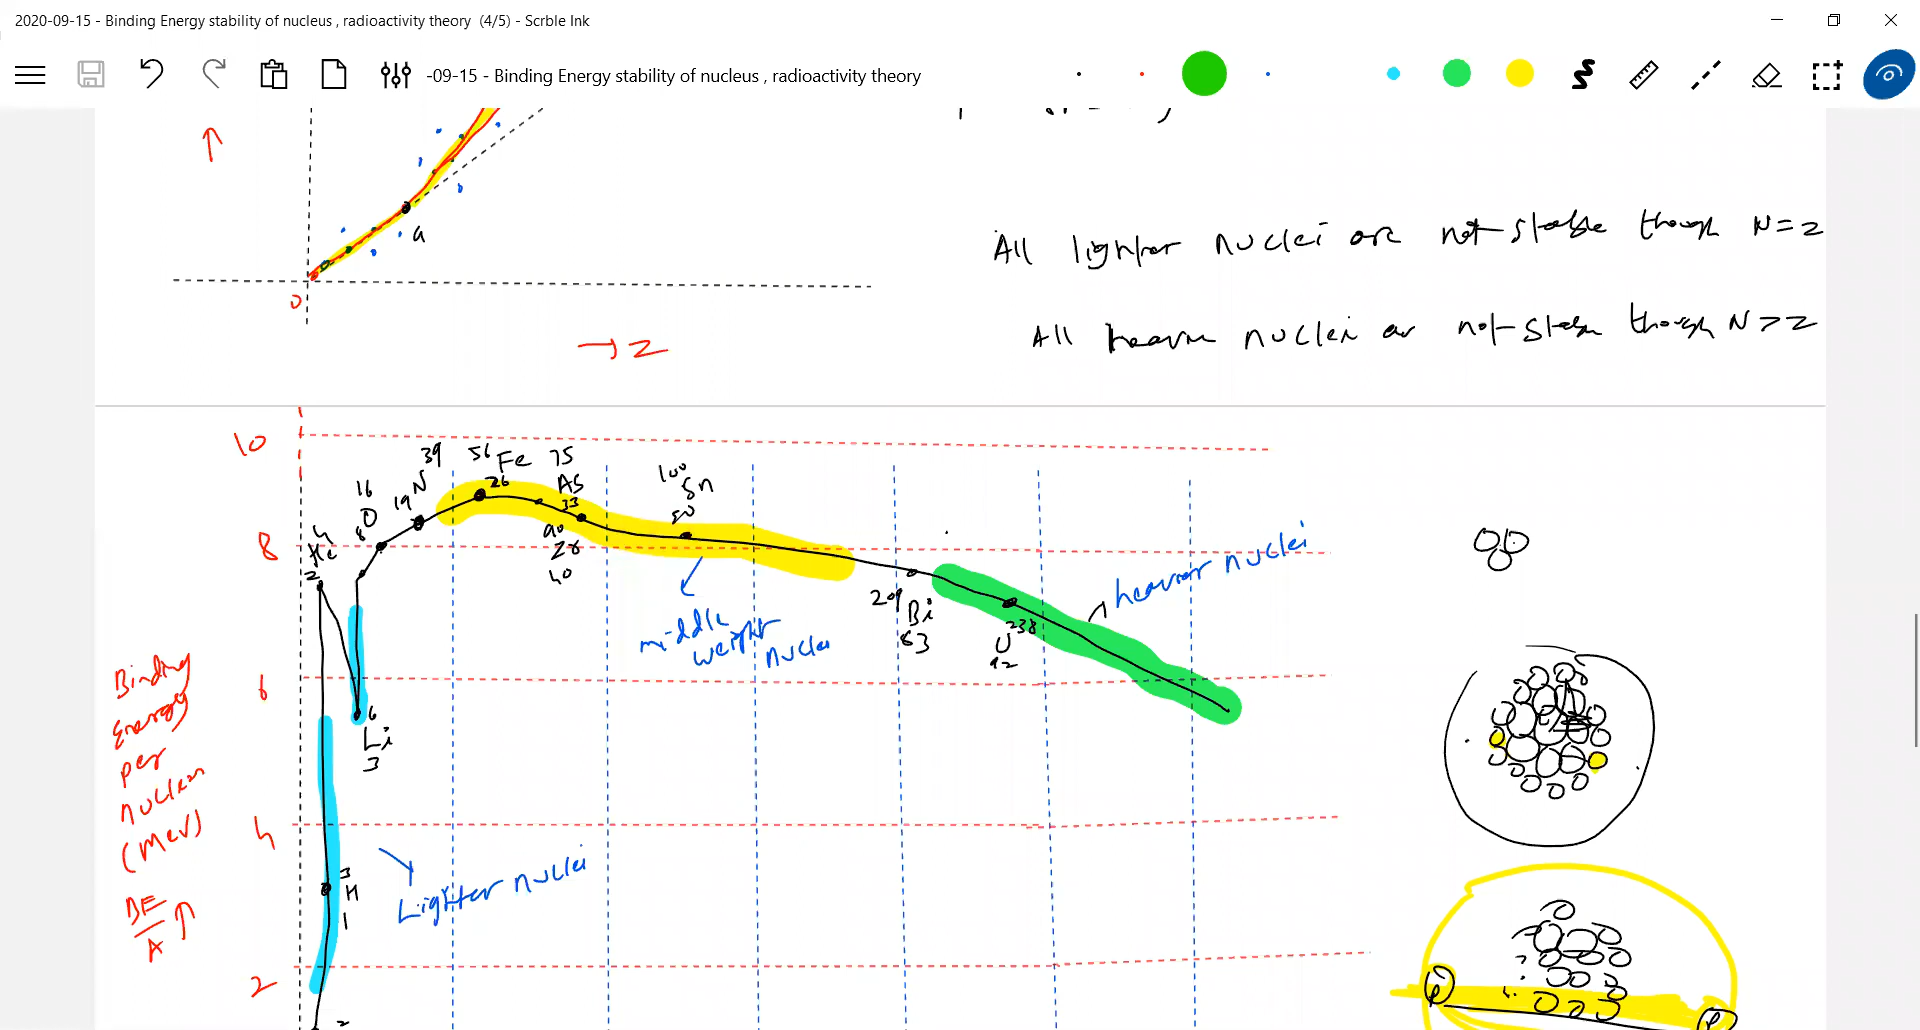 2020-09-15 - Binding Energy stability of nucleus , radioactivity theory (4/5) - Scrble Ink
-09-15 - Binding Energy stability of nucleus , radioactivity theory
a
0
→ Z
All lighter nuclei are not stable though N = Z
All heavier nuclei are not stable though N > Z
10
8
6
4
2
4
He
2
16
O
8
39
19 N
56
Fe
26
75
AS
33
90
Zr
40
100
Sn
50
209
Bi
83
238
U
92
6
Li
3
3
H
1
2
middle
weight
nuclei
heavier nuclei
Lighter nuclei
Binding
Energy
per
nucleon
(Mev)
BE
A
P
P